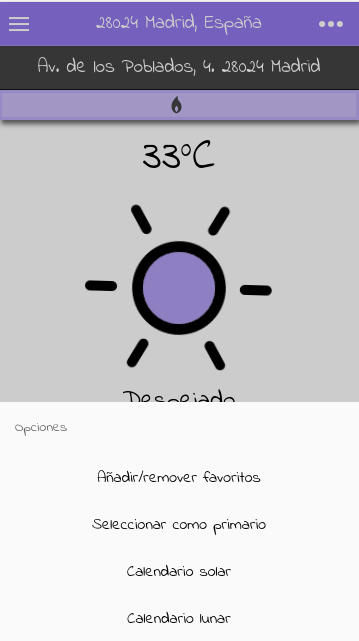 28024 Madrid, España
Av. de los Poblados, 4. 28024 Madrid
33°C
Despejado
Opciones
Añadir/remover favoritos
Seleccionar como primario
Calendario solar
Calendario lunar